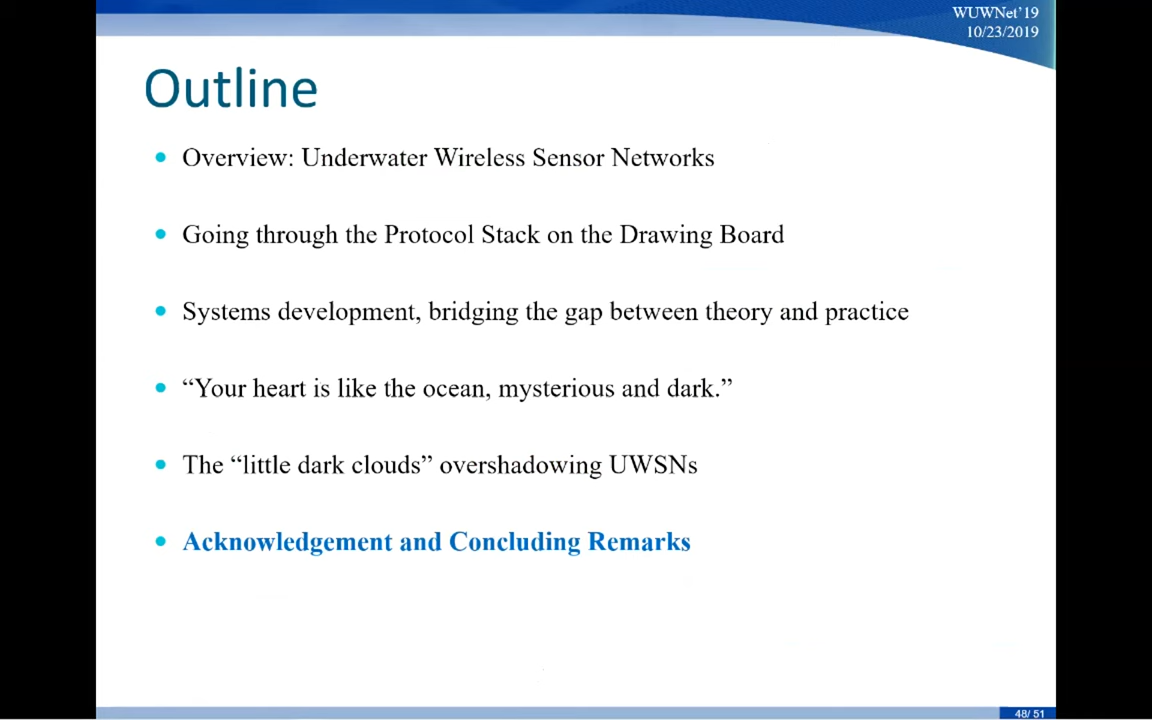 WUWNet’19
10/23/2019
Outline
Overview: Underwater Wireless Sensor Networks
Going through the Protocol Stack on the Drawing Board
Systems development, bridging the gap between theory and practice
“Your heart is like the ocean, mysterious and dark.”
The “little dark clouds” overshadowing UWSNs
Acknowledgement and Concluding Remarks
48/ 51